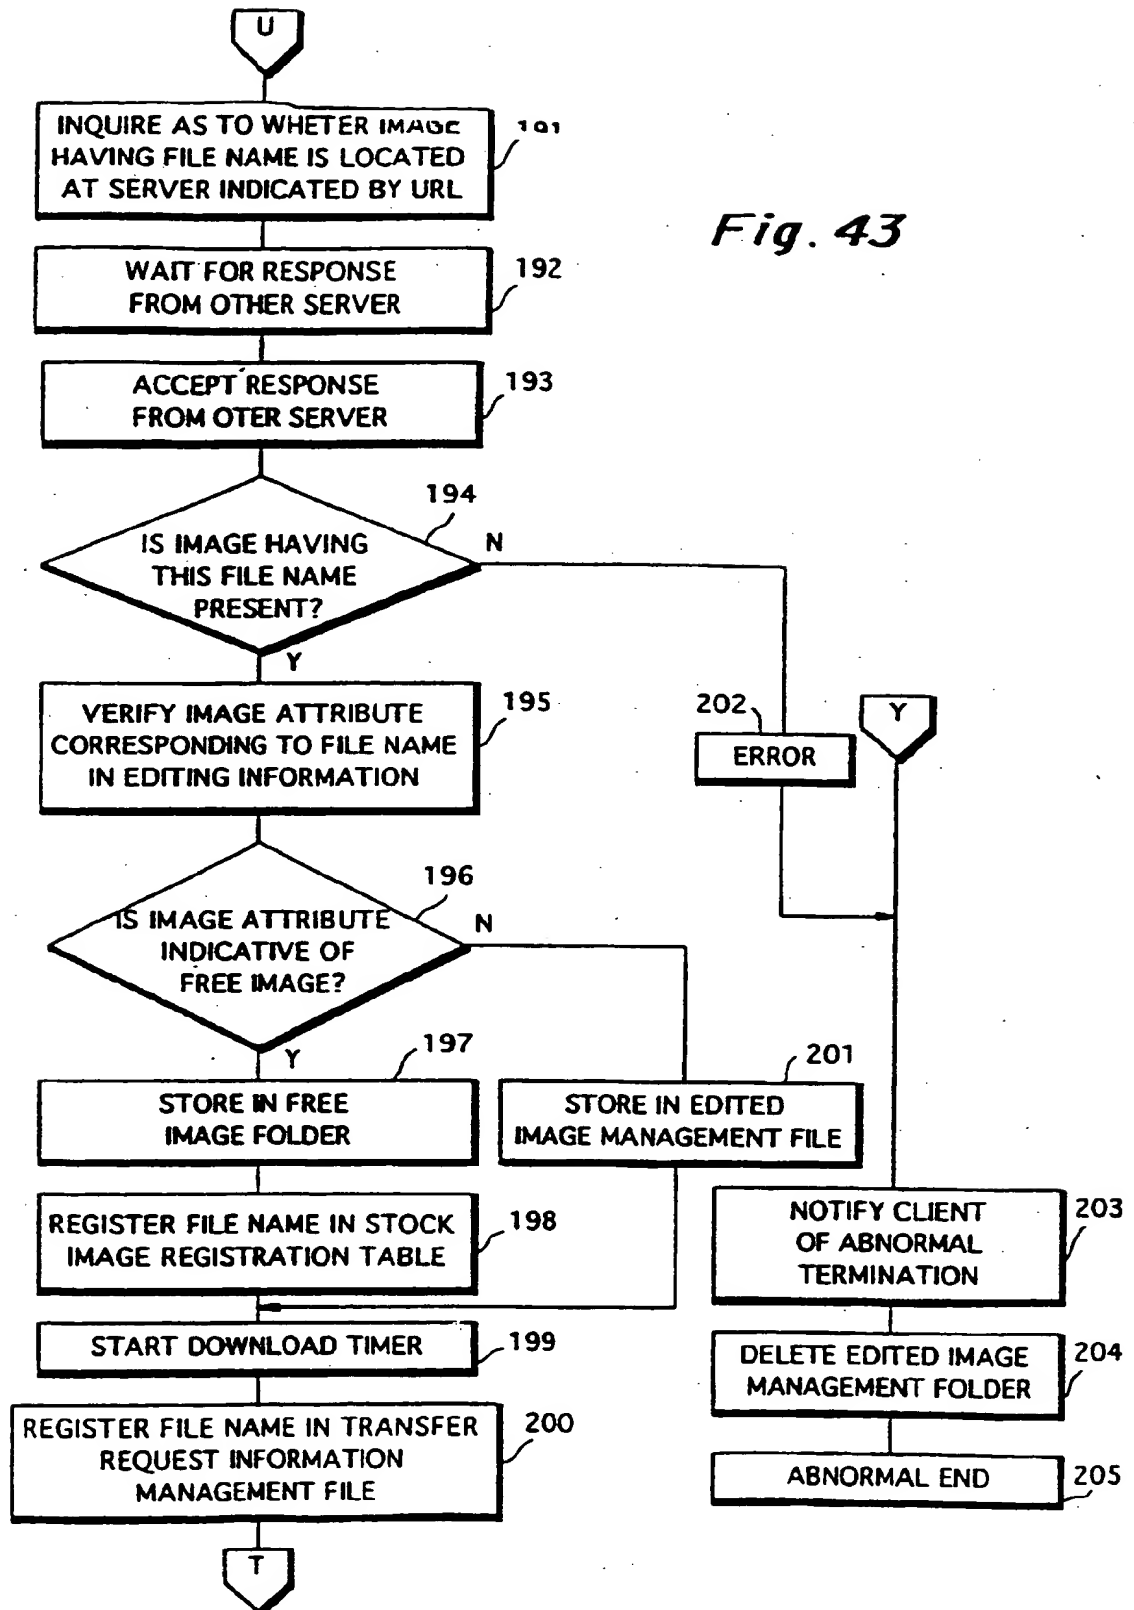 U
INQUIRE AS TO WHETER IMAGE
HAVING FILE NAME IS LOCATED
AT SERVER INDICATED BY URL
191
Fig. 43
WAIT FOR RESPONSE
FROM OTHER SERVER
192
ACCEPT RESPONSE
FROM OTER SERVER
193
194
IS IMAGE HAVING
THIS FILE NAME
PRESENT?
N
Y
VERIFY IMAGE ATTRIBUTE
CORRESPONDING TO FILE NAME
IN EDITING INFORMATION
195
202
ERROR
Y
196
IS IMAGE ATTRIBUTE
INDICATIVE OF
FREE IMAGE?
N
Y
197
STORE IN FREE
IMAGE FOLDER
201
STORE IN EDITED
IMAGE MANAGEMENT FILE
REGISTER FILE NAME IN STOCK
IMAGE REGISTRATION TABLE
198
NOTIFY CLIENT
OF ABNORMAL
TERMINATION
203
START DOWNLOAD TIMER
199
DELETE EDITED IMAGE
MANAGEMENT FOLDER
204
REGISTER FILE NAME IN TRANSFER
REQUEST INFORMATION
MANAGEMENT FILE
200
ABNORMAL END
205
T